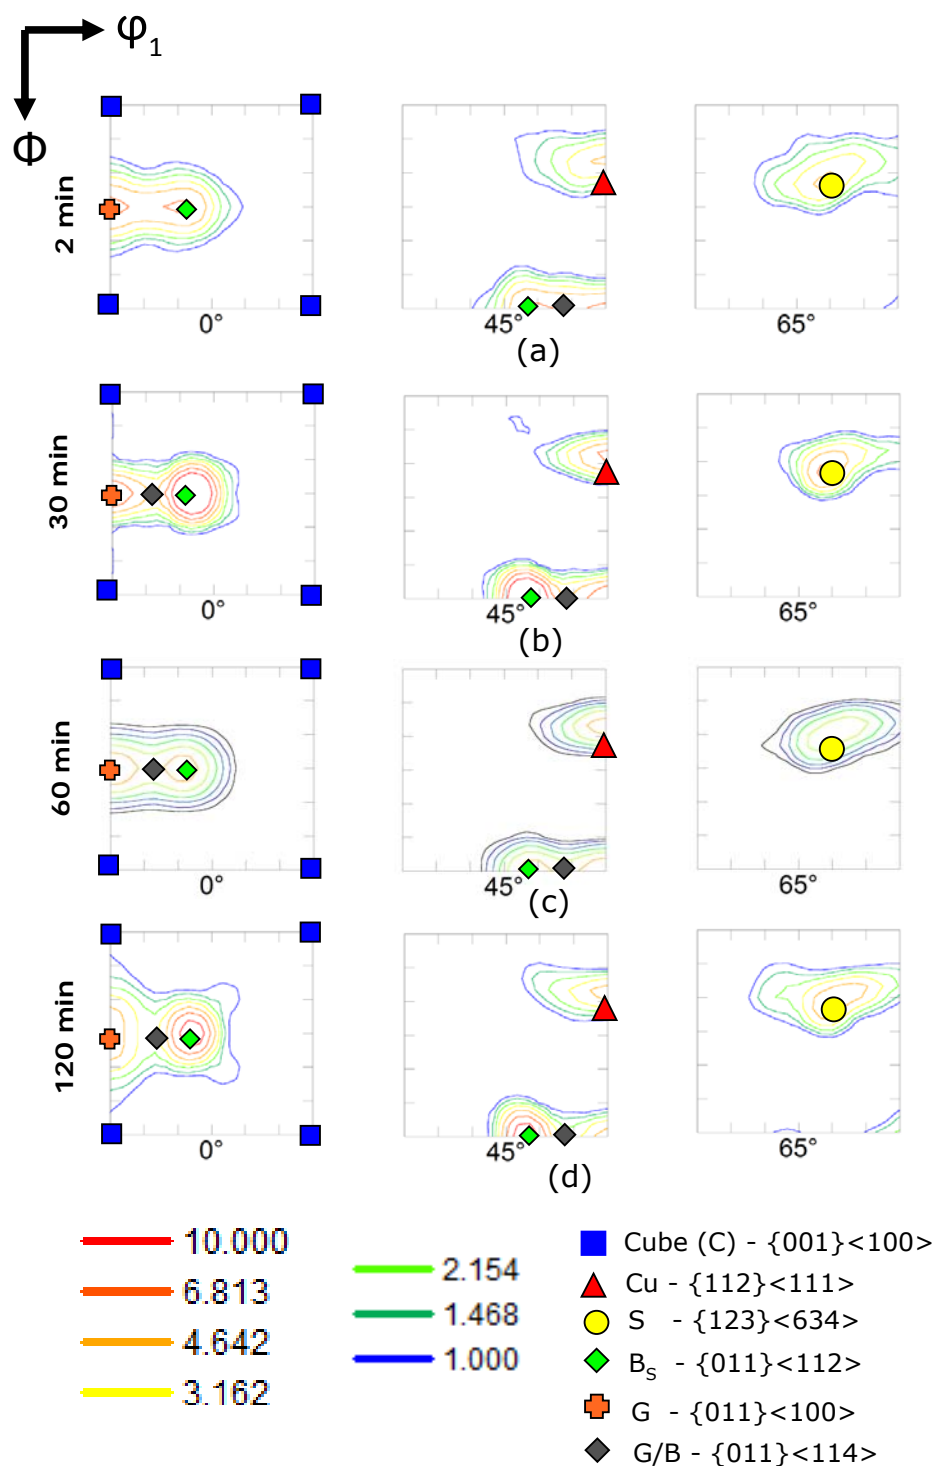 φ1
Φ
2 min
0°
45°
65°
(a)
30 min
0°
45°
65°
(b)
60 min
0°
45°
65°
(c)
120 min
0°
45°
65°
(d)
10.000
6.813
4.642
3.162
2.154
1.468
1.000
Cube (C) - {001}<100>
Cu - {112}<111>
S - {123}<634>
BS - {011}<112>
G - {011}<100>
G/B - {011}<114>